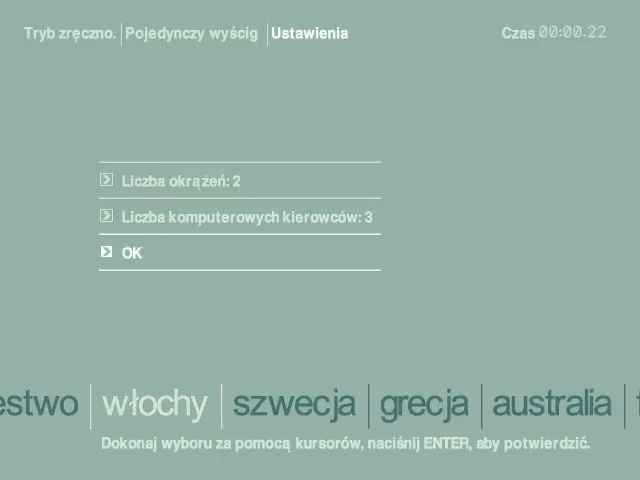 Tryb zręczno. Pojedynczy wyścig Ustawienia Czas 00:00.22
Liczba okrążeń: 2
Liczba komputerowych kierowców: 3
OK
estwo włochy szwecja grecja australia
Dokonaj wyboru za pomocą kursorów, naciśnij ENTER, aby potwierdzić.